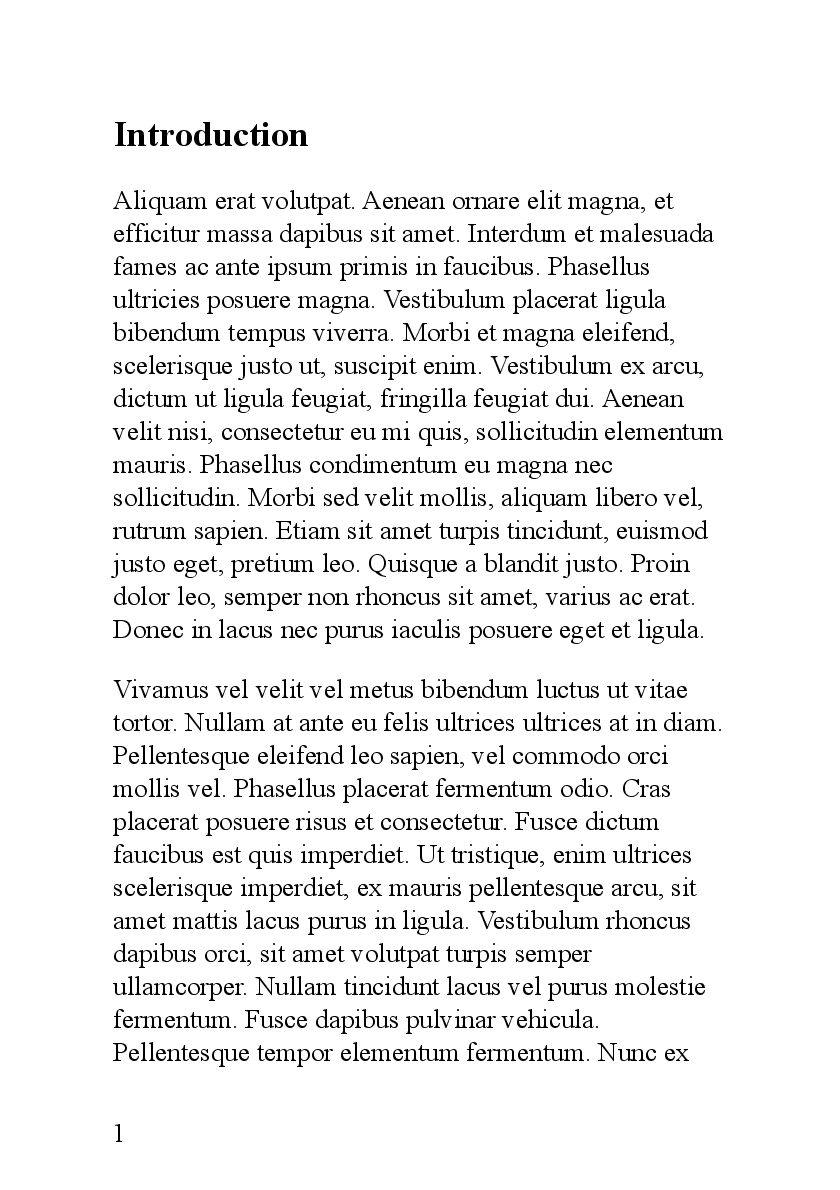 Introduction
Aliquam erat volutpat. Aenean ornare elit magna, et
efficitur massa dapibus sit amet. Interdum et malesuada
fames ac ante ipsum primis in faucibus. Phasellus
ultricies posuere magna. Vestibulum placerat ligula
bibendum tempus viverra. Morbi et magna eleifend,
scelerisque justo ut, suscipit enim. Vestibulum ex arcu,
dictum ut ligula feugiat, fringilla feugiat dui. Aenean
velit nisi, consectetur eu mi quis, sollicitudin elementum
mauris. Phasellus condimentum eu magna nec
sollicitudin. Morbi sed velit mollis, aliquam libero vel,
rutrum sapien. Etiam sit amet turpis tincidunt, euismod
justo eget, pretium leo. Quisque a blandit justo. Proin
dolor leo, semper non rhoncus sit amet, varius ac erat.
Donec in lacus nec purus iaculis posuere eget et ligula.
Vivamus vel velit vel metus bibendum luctus ut vitae
tortor. Nullam at ante eu felis ultrices ultrices at in diam.
Pellentesque eleifend leo sapien, vel commodo orci
mollis vel. Phasellus placerat fermentum odio. Cras
placerat posuere risus et consectetur. Fusce dictum
faucibus est quis imperdiet. Ut tristique, enim ultrices
scelerisque imperdiet, ex mauris pellentesque arcu, sit
amet mattis lacus purus in ligula. Vestibulum rhoncus
dapibus orci, sit amet volutpat turpis semper
ullamcorper. Nullam tincidunt lacus vel purus molestie
fermentum. Fusce dapibus pulvinar vehicula.
Pellentesque tempor elementum fermentum. Nunc ex
1